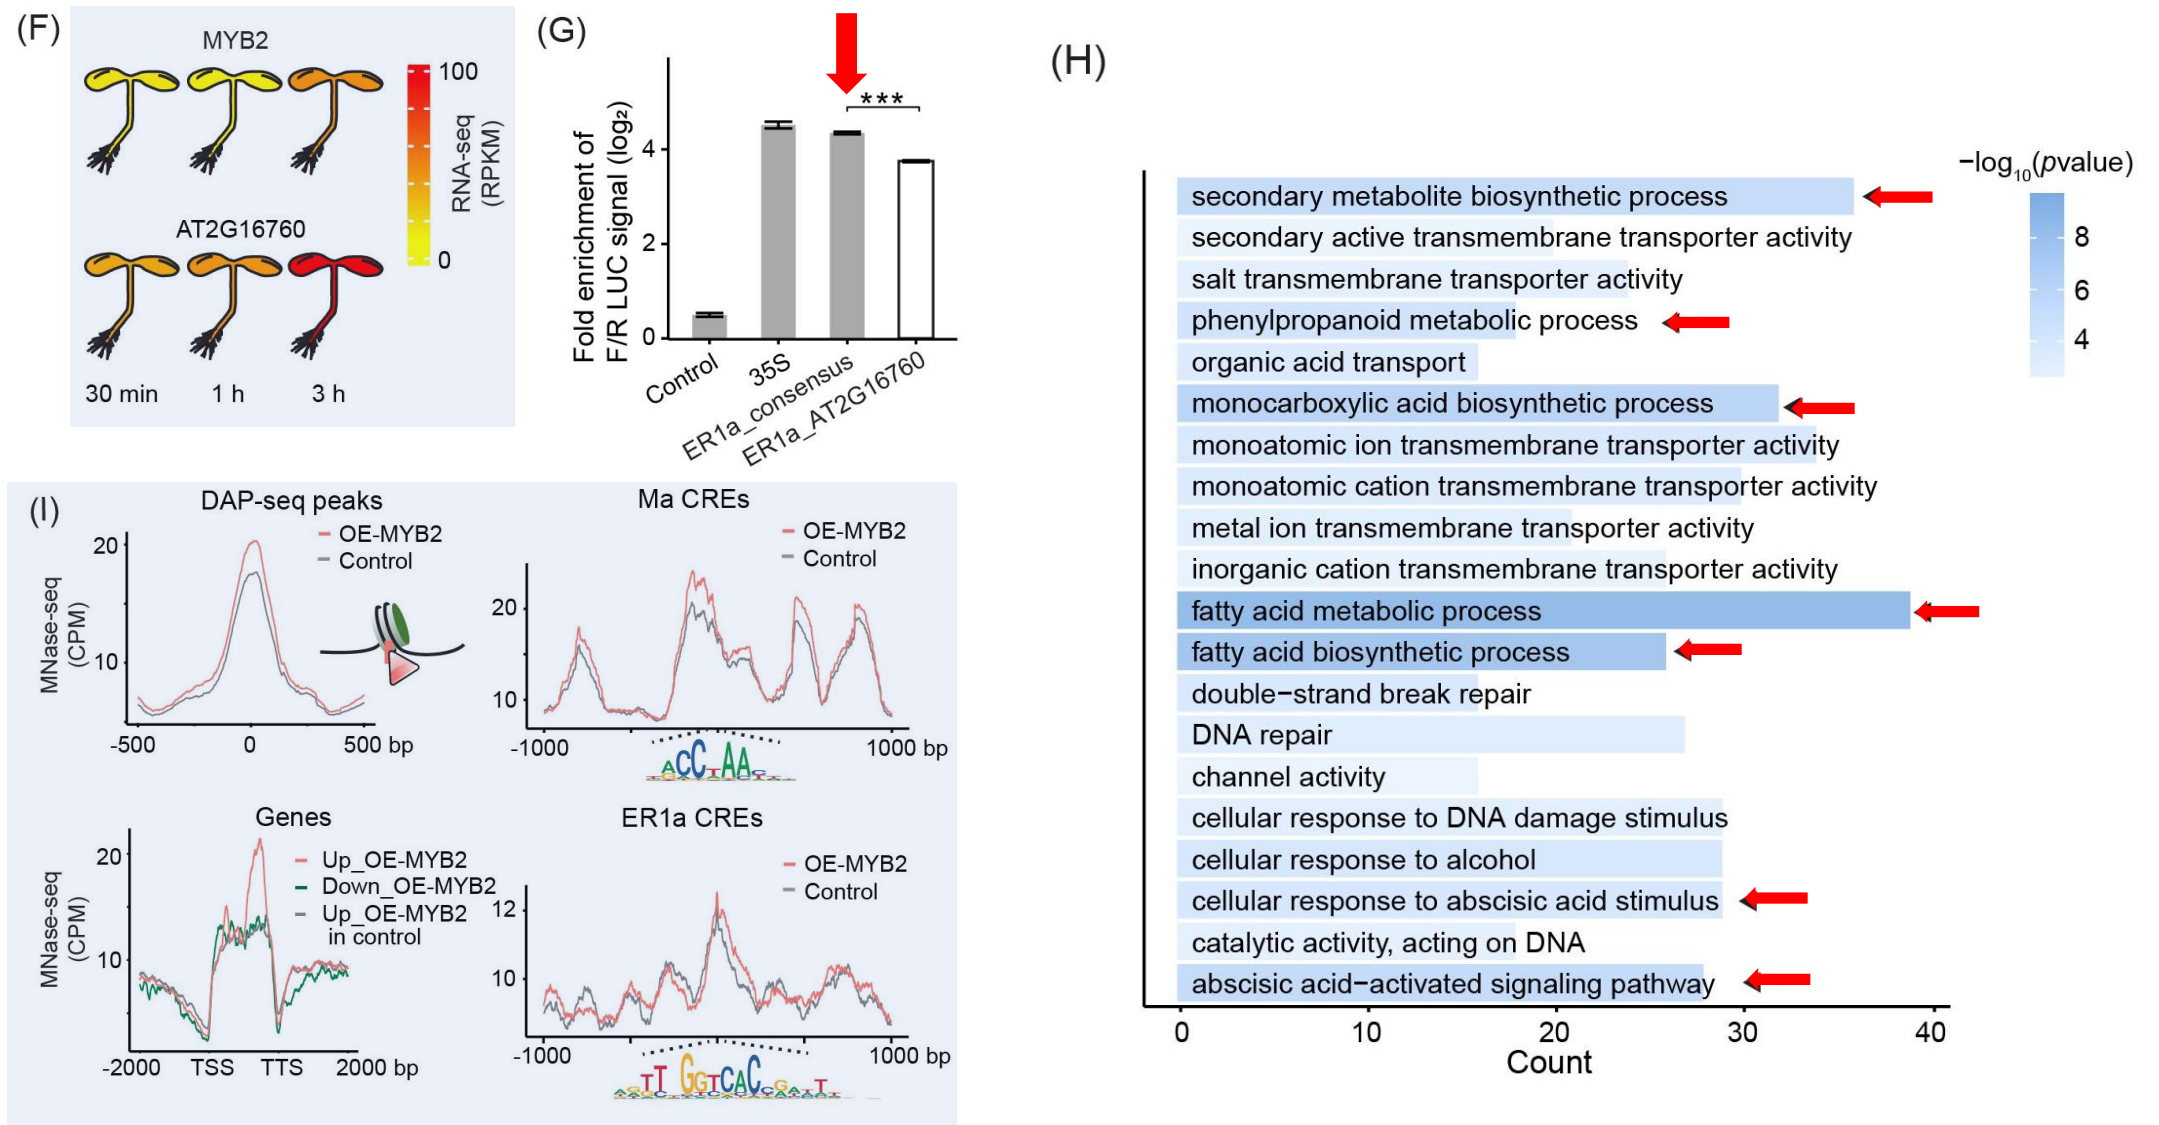 (F)
MYB2
100
RNA-seq
(RPKM)
0
AT2G16760
30 min
1 h
3 h
(G)
***
Fold enrichment of
F/R LUC signal (log₂)
4
2
0
Control
35S
ER1a_consensus
ER1a_AT2G16760
(H)
−log₁₀(pvalue)
8
6
4
secondary metabolite biosynthetic process
secondary active transmembrane transporter activity
salt transmembrane transporter activity
phenylpropanoid metabolic process
organic acid transport
monocarboxylic acid biosynthetic process
monoatomic ion transmembrane transporter activity
monoatomic cation transmembrane transporter activity
metal ion transmembrane transporter activity
inorganic cation transmembrane transporter activity
fatty acid metabolic process
fatty acid biosynthetic process
double−strand break repair
DNA repair
channel activity
cellular response to DNA damage stimulus
cellular response to alcohol
cellular response to abscisic acid stimulus
catalytic activity, acting on DNA
abscisic acid−activated signaling pathway
0 10 20 30 40
Count
(I)
DAP-seq peaks
OE-MYB2
Control
MNase-seq
(CPM)
20
10
-500 0 500 bp
Ma CREs
OE-MYB2
Control
20
10
-1000 1000 bp
ACCTAA
Genes
Up_OE-MYB2
Down_OE-MYB2
Up_OE-MYB2
in control
MNase-seq
(CPM)
20
10
-2000 TSS TTS 2000 bp
ER1a CREs
OE-MYB2
Control
12
10
-1000 1000 bp
TT GGTCAC